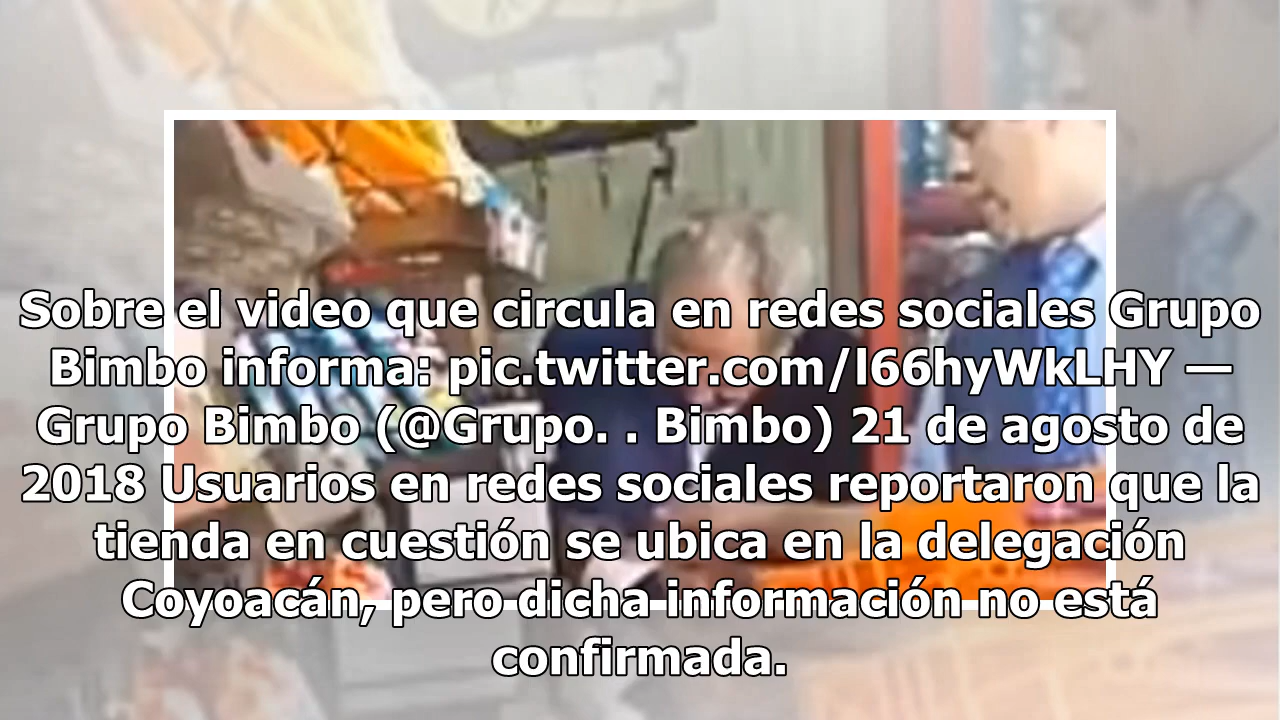 Sobre el video que circula en redes sociales Grupo
Bimbo informa: pic.twitter.com/l66hyWkLHY —
Grupo Bimbo (@Grupo. . Bimbo) 21 de agosto de
2018 Usuarios en redes sociales reportaron que la
tienda en cuestión se ubica en la delegación
Coyoacán, pero dicha información no está
confirmada.